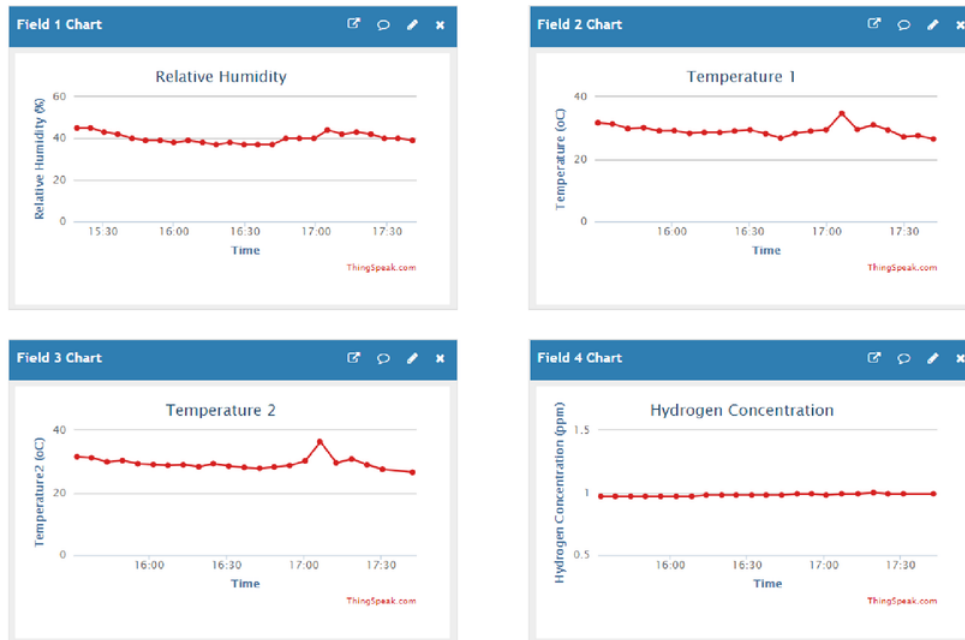 Field 1 Chart
Relative Humidity
Relative Humidity (%)
60
40
20
0
15:30 16:00 16:30 17:00 17:30
Time
ThingSpeak.com
Field 2 Chart
Temperature 1
Temperature (oC)
40
20
0
16:00 16:30 17:00 17:30
Time
ThingSpeak.com
Field 3 Chart
Temperature 2
Temperature2 (oC)
40
20
0
16:00 16:30 17:00 17:30
Time
ThingSpeak.com
Field 4 Chart
Hydrogen Concentration
Hydrogen Concentration (ppm)
1.5
1
0.5
16:00 16:30 17:00 17:30
Time
ThingSpeak.com